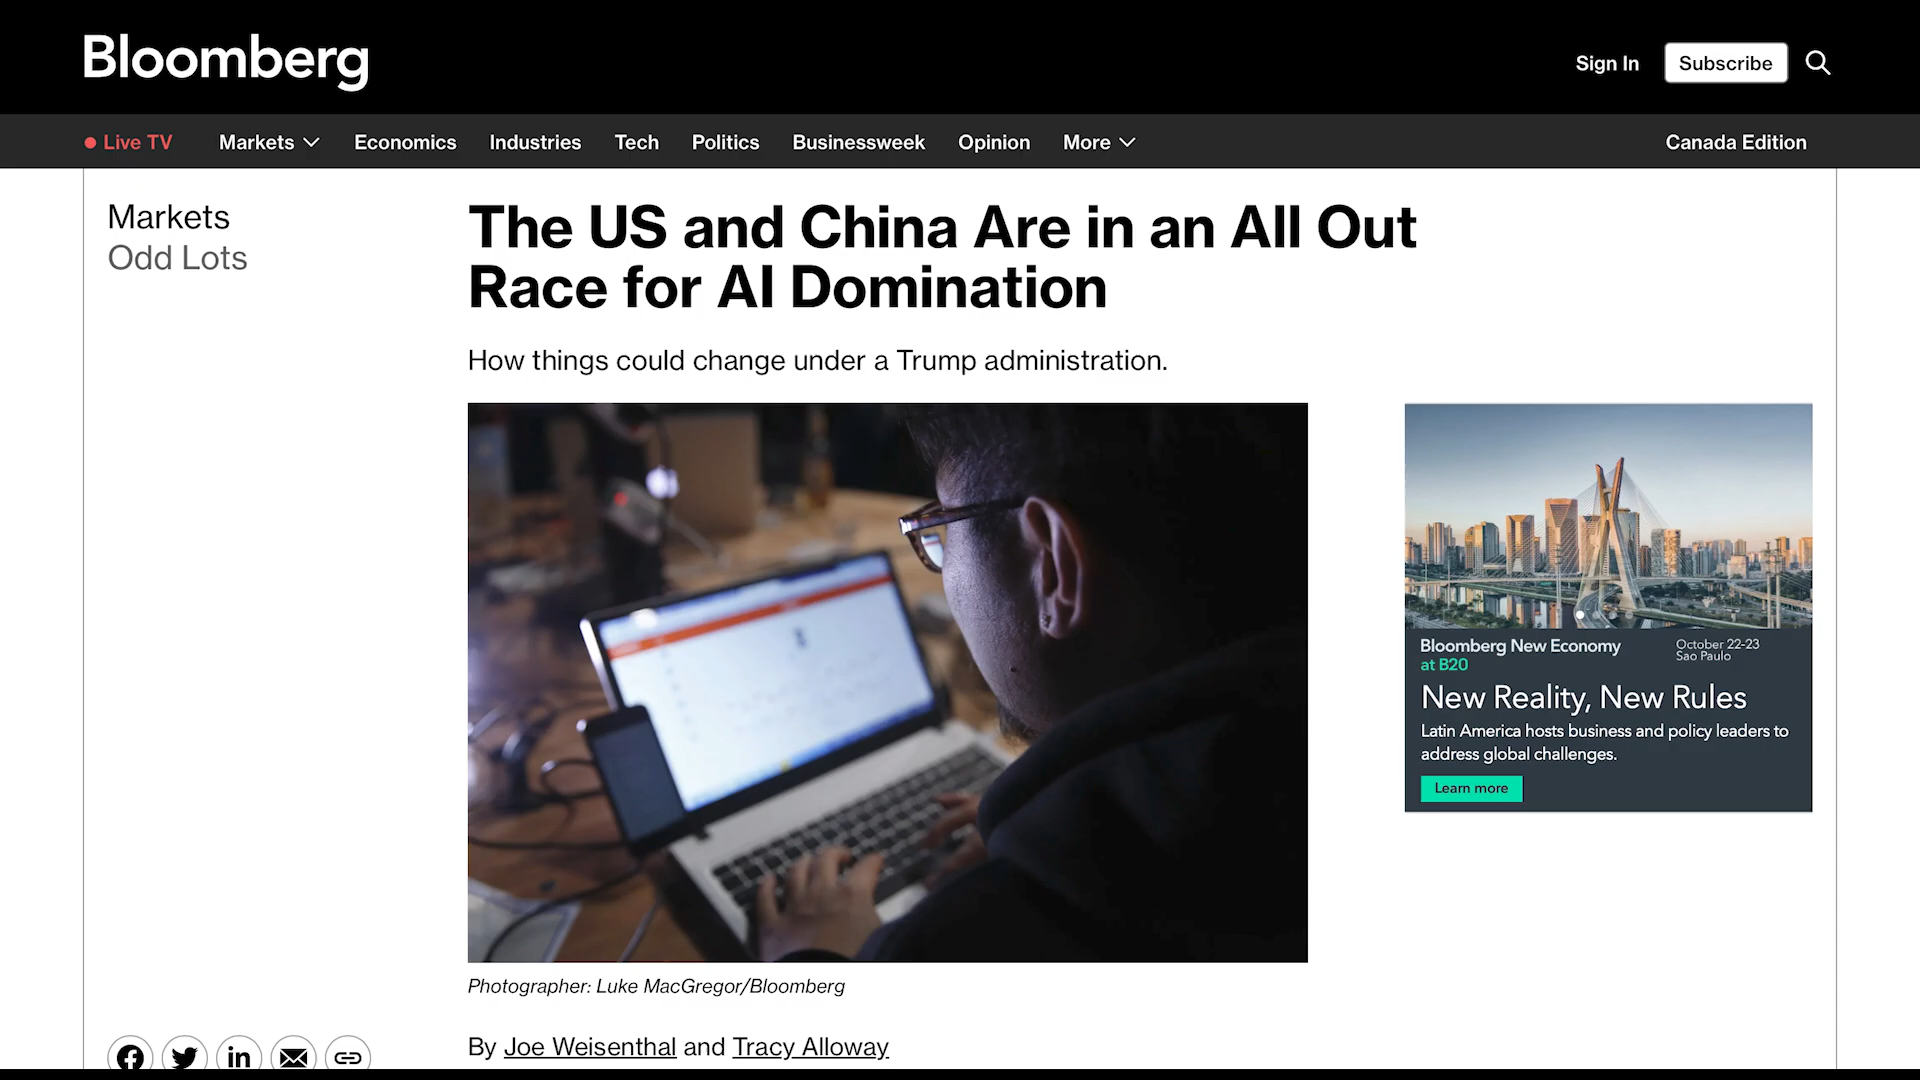 Bloomberg
Sign In
Subscribe
Live TV
Markets
Economics
Industries
Tech
Politics
Businessweek
Opinion
More
Canada Edition
Markets
Odd Lots
The US and China Are in an All Out
Race for AI Domination
How things could change under a Trump administration.
Bloomberg New Economy
at B20
October 22-23
Sao Paulo
New Reality, New Rules
Latin America hosts business and policy leaders to
address global challenges.
Learn more
Photographer: Luke MacGregor/Bloomberg
By Joe Weisenthal and Tracy Alloway